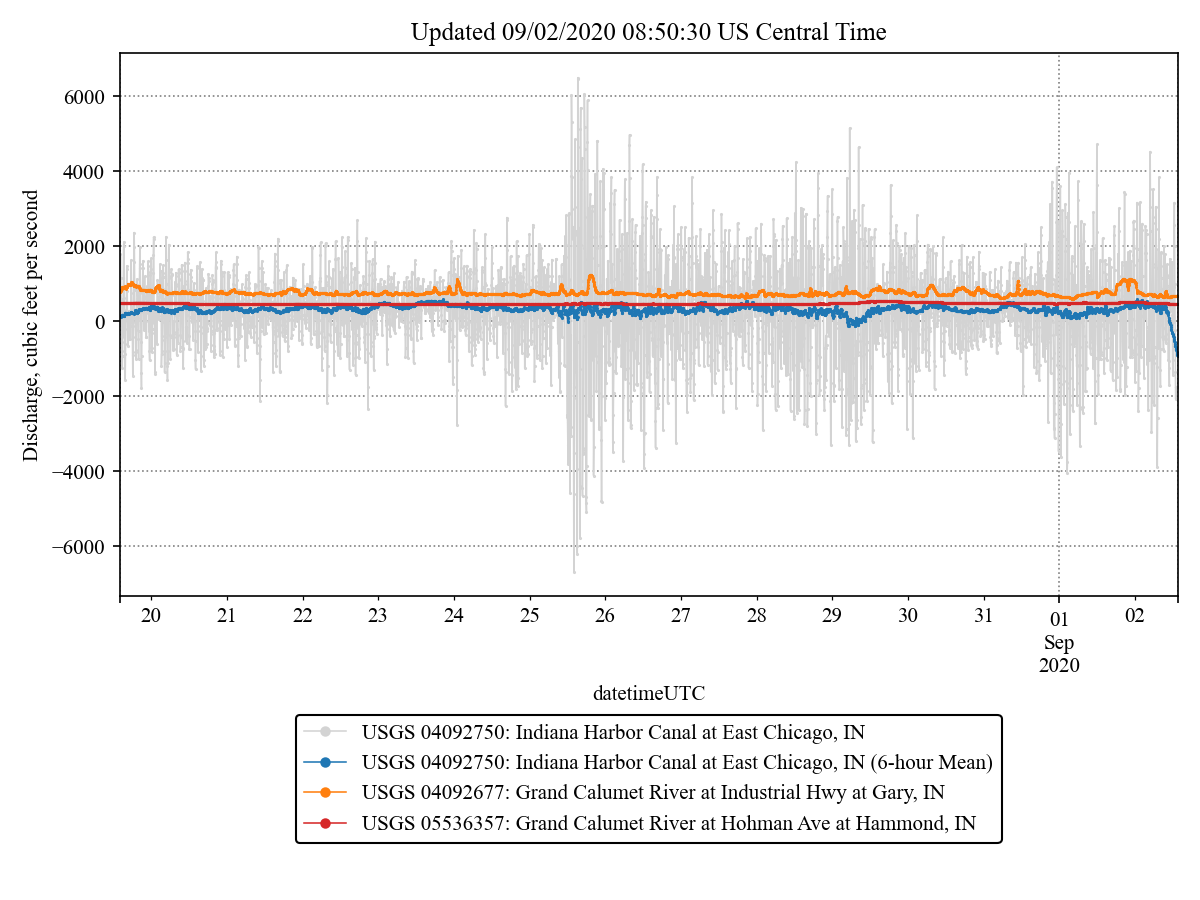 Updated 09/02/2020 08:50:30 US Central Time
Discharge, cubic feet per second
6000
4000
2000
0
−2000
−4000
−6000
20 21 22 23 24 25 26 27 28 29 30 31 01 02
Sep
2020
datetimeUTC
USGS 04092750: Indiana Harbor Canal at East Chicago, IN
USGS 04092750: Indiana Harbor Canal at East Chicago, IN (6-hour Mean)
USGS 04092677: Grand Calumet River at Industrial Hwy at Gary, IN
USGS 05536357: Grand Calumet River at Hohman Ave at Hammond, IN